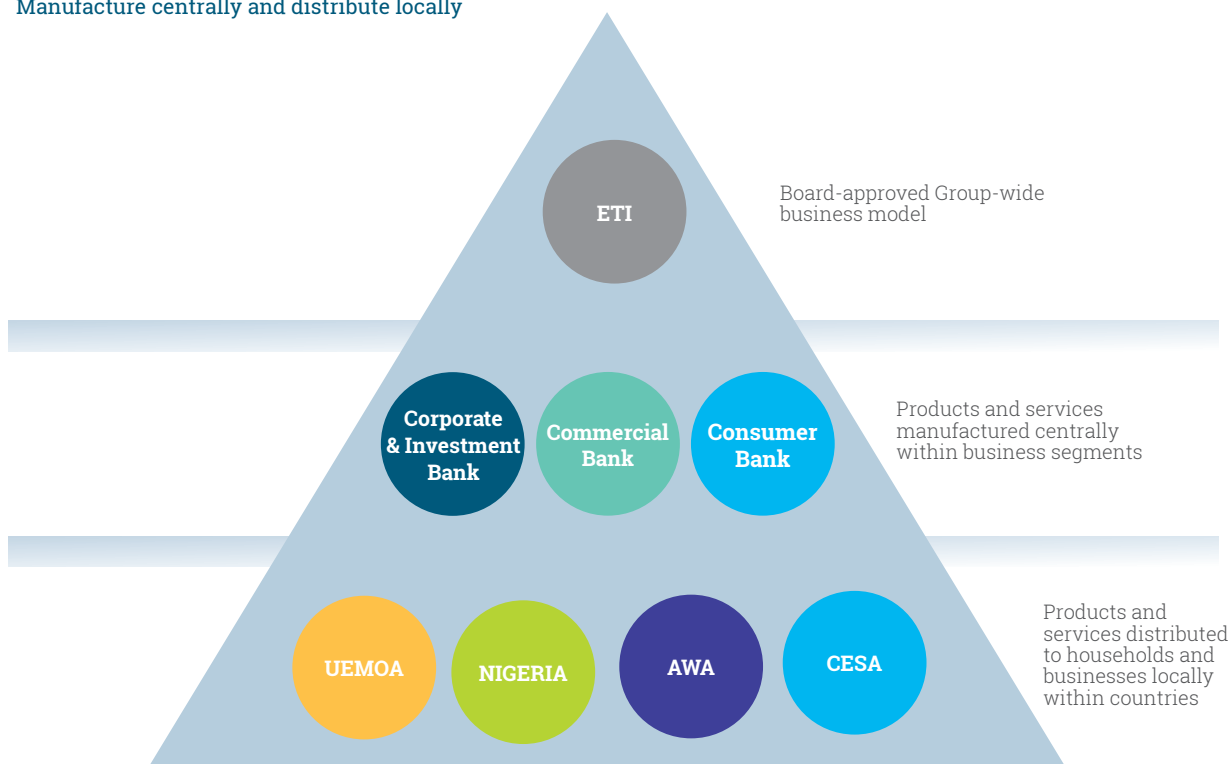 Manufacture centrally and distribute locally
ETI
Board-approved Group-wide
business model
Corporate
& Investment
Bank
Commercial
Bank
Consumer
Bank
Products and services
manufactured centrally
within business segments
UEMOA
NIGERIA
AWA
CESA
Products and
services distributed
to households and
businesses locally
within countries